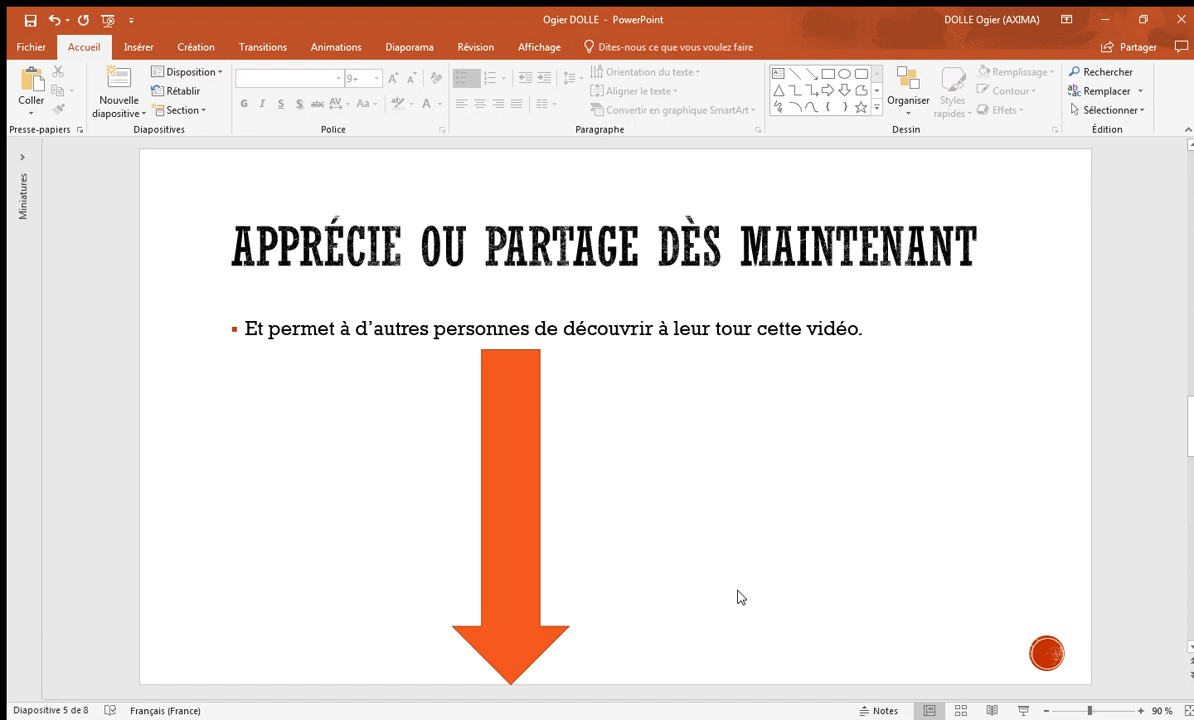 Ogier DOLLE - PowerPoint
DOLLE Ogier (AXIMA)
Fichier Accueil Insérer Création Transitions Animations Diaporama Révision Affichage Dites-nous ce que vous voulez faire Partager
Coller
Presse-papiers
Nouvelle diapositive
Disposition
Rétablir
Section
Diapositives
9+
G I S S abc AV Aa A
Police
Orientation du texte
Aligner le texte
Convertir en graphique SmartArt
Paragraphe
Organiser
Styles rapides
Remplissage
Contour
Effets
Dessin
Rechercher
Remplacer
Sélectionner
Édition
Miniatures
APPRÉCIE OU PARTAGE DÈS MAINTENANT
Et permet à d’autres personnes de découvrir à leur tour cette vidéo.
Diapositive 5 de 8 Français (France) Notes 90 %